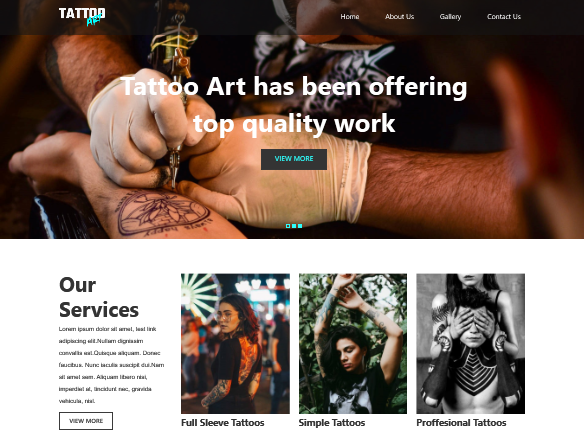 TATTOO
Art
Home About Us Gallery Contact Us
Tattoo Art has been offering
top quality work
VIEW MORE
Our
Services
Lorem ipsum dolor sit amet, leat link
adipiscing elit.Nullam dignissim
convallis est.Quisque aliquam. Donec
faucibus. Nunc iaculis suscipit dui.Nam
sit amet sem. Aliquam libero nisi,
imperdiet at, tincidunt nec, gravida
vehicula, nisl.
VIEW MORE
Full Sleeve Tattoos
Simple Tattoos
Proffesional Tattoos